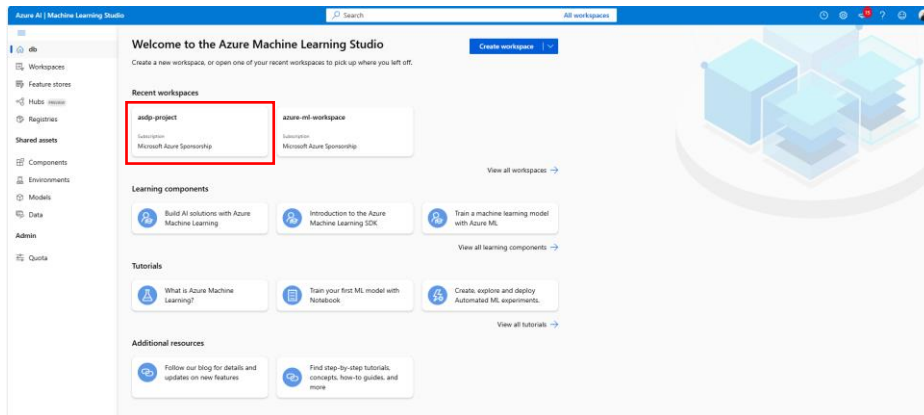 Azure AI | Machine Learning Studio
Search
All workspaces
15
db
Workspaces
Feature stores
Hubs PREVIEW
Registries
Shared assets
Components
Environments
Models
Data
Admin
Quota
Welcome to the Azure Machine Learning Studio
Create workspace
Create a new workspace, or open one of your recent workspaces to pick up where you left off.
Recent workspaces
asdp-project
Subscription
Microsoft Azure Sponsorship
azure-ml-workspace
Subscription
Microsoft Azure Sponsorship
View all workspaces
Learning components
Build AI solutions with Azure
Machine Learning
Introduction to the Azure
Machine Learning SDK
Train a machine learning model
with Azure ML
View all learning components
Tutorials
What is Azure Machine
Learning?
Train your first ML model with
Notebook
Create, explore and deploy
Automated ML experiments.
View all tutorials
Additional resources
Follow our blog for details and
updates on new features
Find step-by-step tutorials,
concepts, how-to guides, and
more